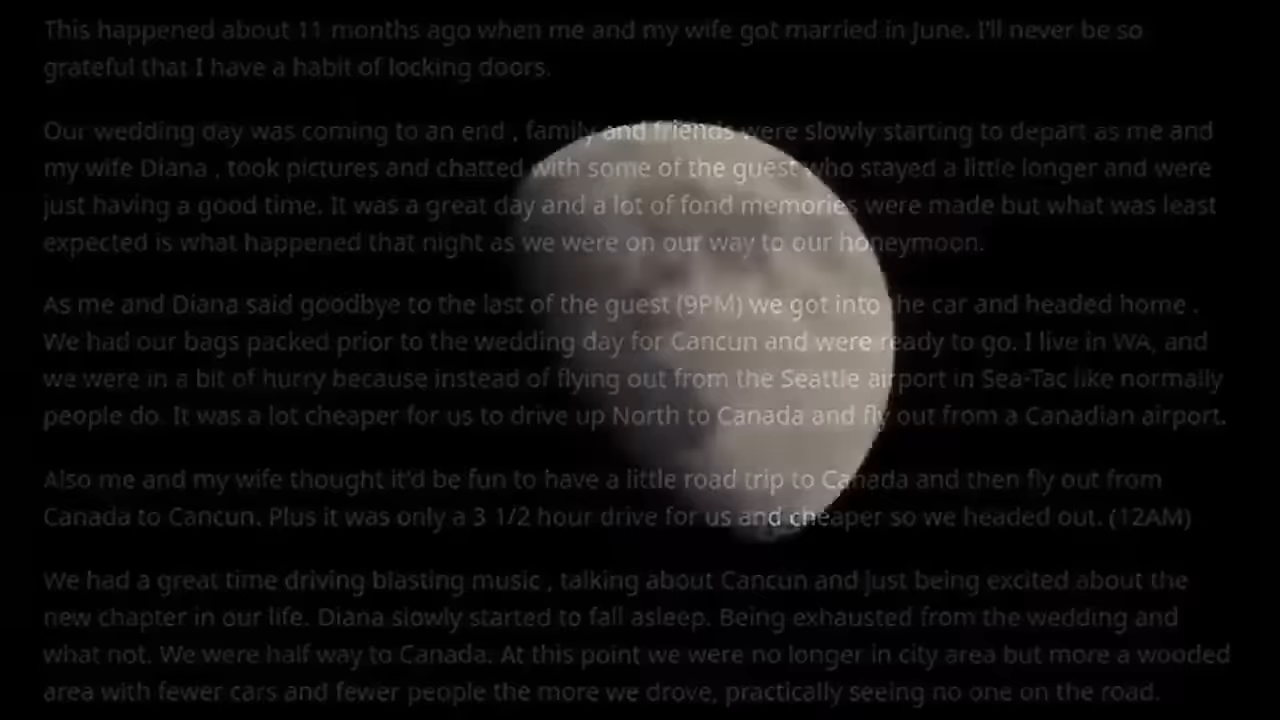 This happened about 11 months ago when me and my wife got married in June. I'll never be so
grateful that I have a habit of locking doors.
Our wedding day was coming to an end , family and friends were slowly starting to depart as me and
my wife Diana , took pictures and chatted with some of the guest who stayed a little longer and were
just having a good time. It was a great day and a lot of fond memories were made but what was least
expected is what happened that night as we were on our way to our honeymoon.
As me and Diana said goodbye to the last of the guest (9PM) we got into the car and headed home .
We had our bags packed prior to the wedding day for Cancun and were ready to go. I live in WA, and
we were in a bit of hurry because instead of flying out from the Seattle airport in Sea-Tac like normally
people do. It was a lot cheaper for us to drive up North to Canada and fly out from a Canadian airport.
Also me and my wife thought it'd be fun to have a little road trip to Canada and then fly out from
Canada to Cancun. Plus it was only a 3 1/2 hour drive for us and cheaper so we headed out. (12AM)
We had a great time driving blasting music , talking about Cancun and just being excited about the
new chapter in our life. Diana slowly started to fall asleep. Being exhausted from the wedding and
what not. We were half way to Canada. At this point we were no longer in city area but more a wooded
area with fewer cars and fewer people the more we drove, practically seeing no one on the road.